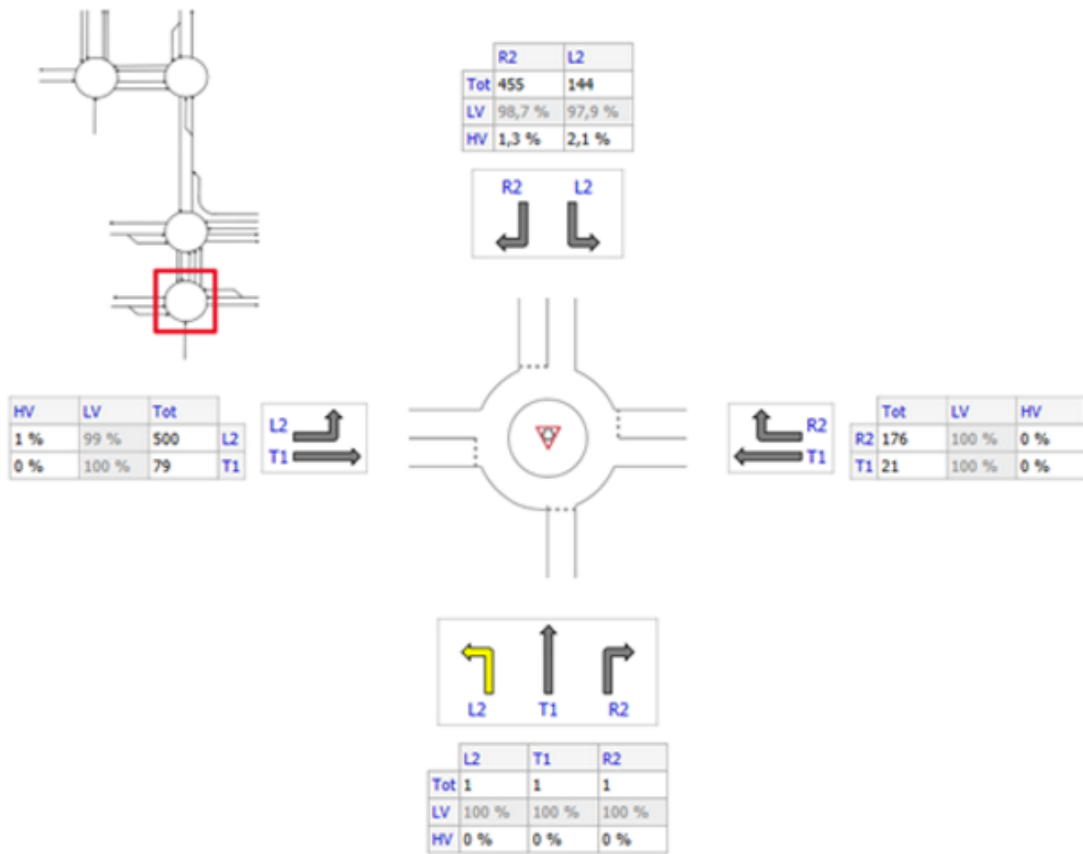 R2 L2
Tot 455 144
LV 98,7 % 97,9 %
HV 1,3 % 2,1 %
R2 L2
HV LV Tot
1 % 99 % 500 L2
0 % 100 % 79 T1
L2
T1
R2
T1
Tot LV HV
R2 176 100 % 0 %
T1 21 100 % 0 %
L2 T1 R2
L2 T1 R2
Tot 1 1 1
LV 100 % 100 % 100 %
HV 0 % 0 % 0 %